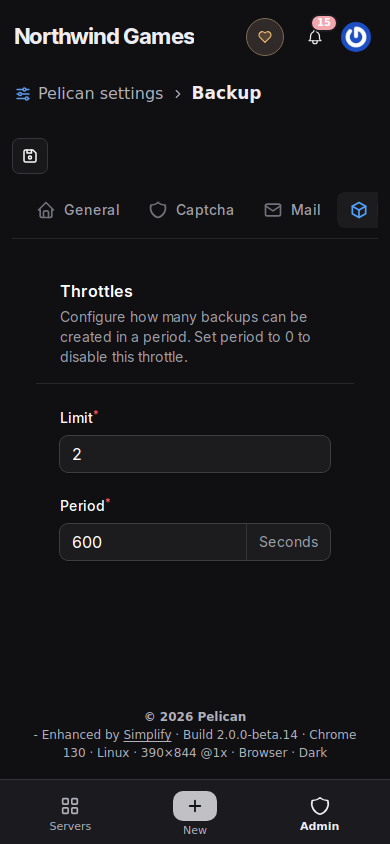 Northwind Games
15
Pelican settings > Backup
General
Captcha
Mail
Throttles
Configure how many backups can be
created in a period. Set period to 0 to
disable this throttle.
Limit*
2
Period*
600
Seconds
© 2026 Pelican
- Enhanced by Simplify · Build 2.0.0-beta.14 · Chrome
130 · Linux · 390×844 @1x · Browser · Dark
Servers
New
Admin